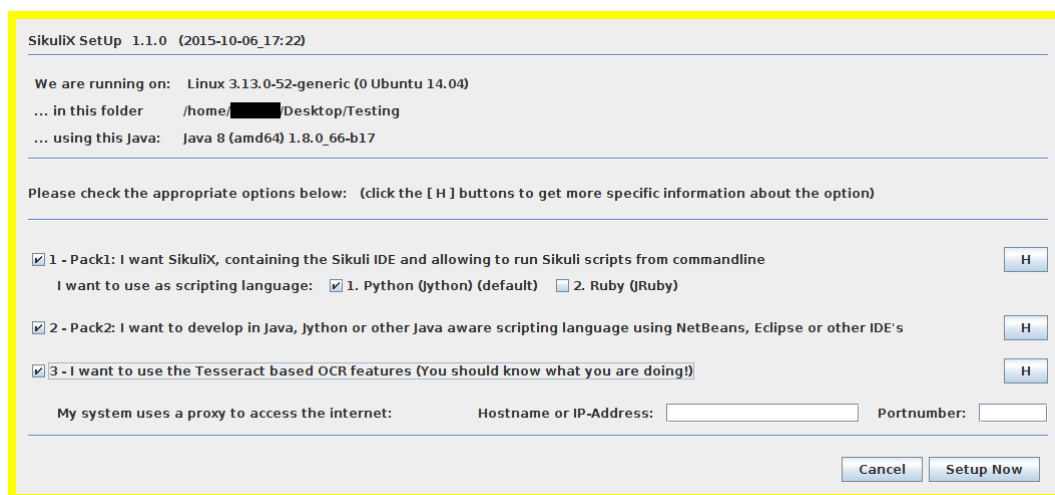 SikuliX SetUp 1.1.0 (2015-10-06_17:22)
We are running on: Linux 3.13.0-52-generic (0 Ubuntu 14.04)
... in this folder /home/ /Desktop/Testing
... using this Java: Java 8 (amd64) 1.8.0_66-b17
Please check the appropriate options below: (click the [ H ] buttons to get more specific information about the option)
1 - Pack1: I want SikuliX, containing the Sikuli IDE and allowing to run Sikuli scripts from commandline H
I want to use as scripting language: 1. Python (Jython) (default) 2. Ruby (JRuby)
2 - Pack2: I want to develop in Java, Jython or other Java aware scripting language using NetBeans, Eclipse or other IDE's H
3 - I want to use the Tesseract based OCR features (You should know what you are doing!) H
My system uses a proxy to access the internet: Hostname or IP-Address: Portnumber:
Cancel Setup Now